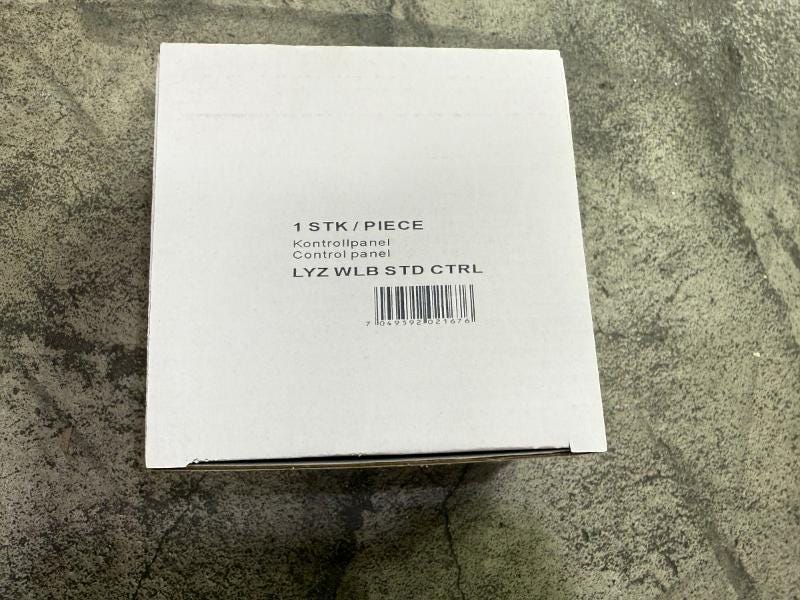 1 STK / PIECE
Kontrollpanel
Control panel
LYZ WLB STD CTRL
7 049592 021676